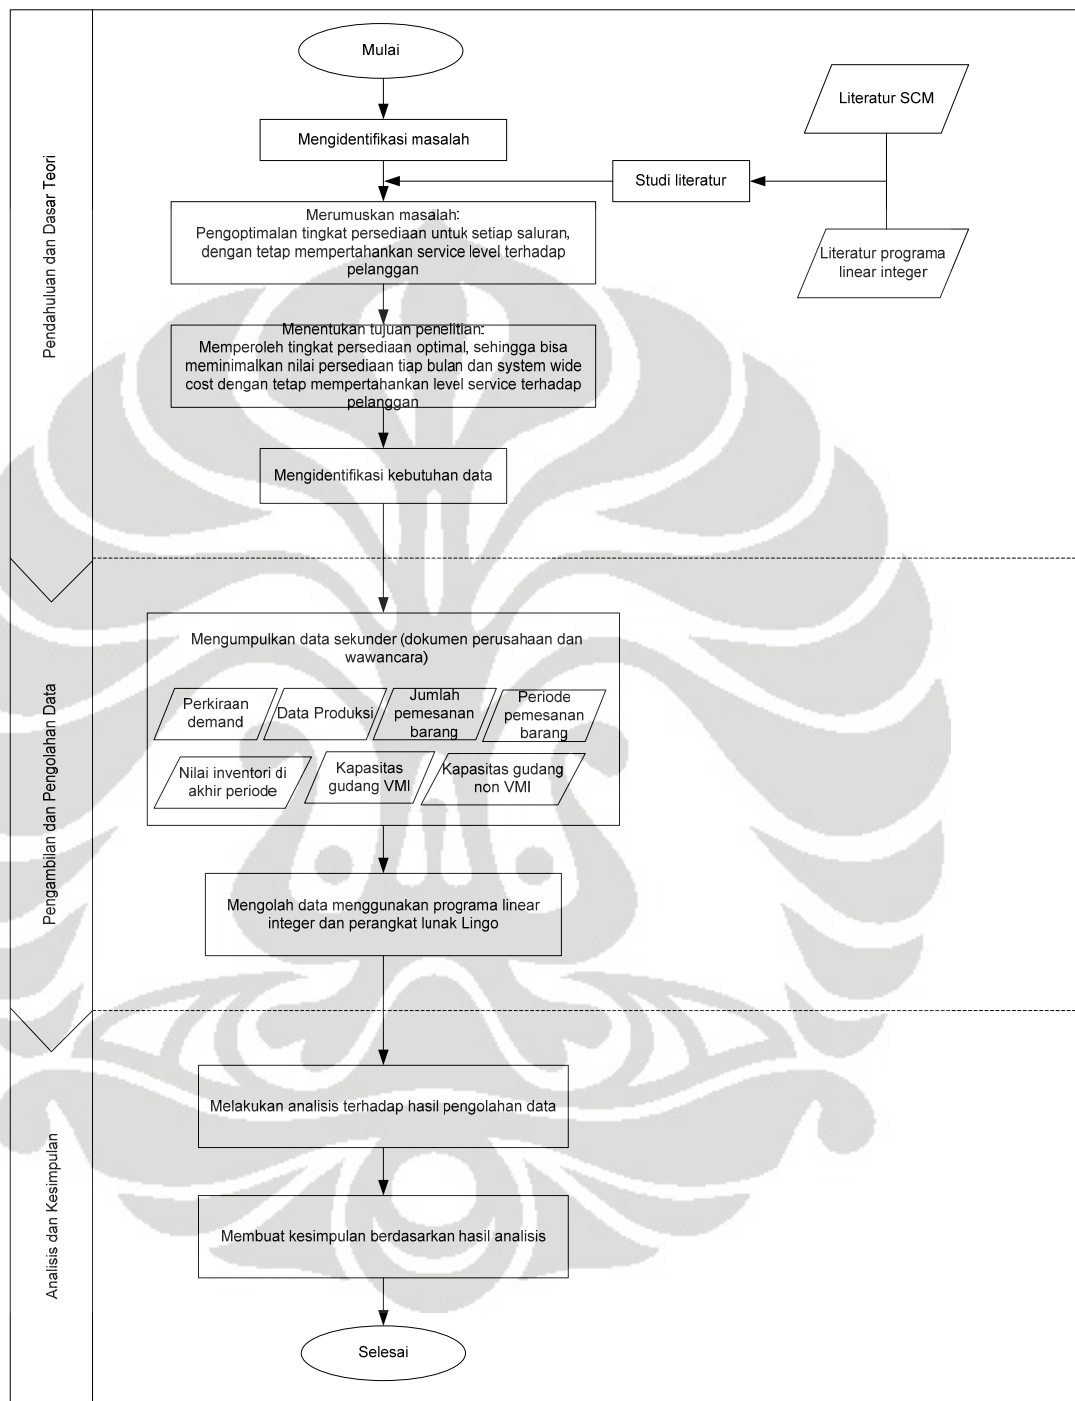 Pendahuluan dan Dasar Teori
Mulai
Mengidentifikasi masalah
Literatur SCM
Studi literatur
Literatur programa
linear integer
Merumuskan masalah:
Pengoptimalan tingkat persediaan untuk setiap saluran,
dengan tetap mempertahankan service level terhadap
pelanggan
Menentukan tujuan penelitian:
Memperoleh tingkat persediaan optimal, sehingga bisa
meminimalkan nilai persediaan tiap bulan dan system wide
cost dengan tetap mempertahankan level service terhadap
pelanggan
Mengidentifikasi kebutuhan data
Pengambilan dan Pengolahan Data
Mengumpulkan data sekunder (dokumen perusahaan dan
wawancara)
Perkiraan
demand
Data Produksi
Jumlah
pemesanan
barang
Periode
pemesanan
barang
Nilai inventori di
akhir periode
Kapasitas
gudang VMI
Kapasitas gudang
non VMI
Mengolah data menggunakan programa linear
integer dan perangkat lunak Lingo
Analisis dan Kesimpulan
Melakukan analisis terhadap hasil pengolahan data
Membuat kesimpulan berdasarkan hasil analisis
Selesai